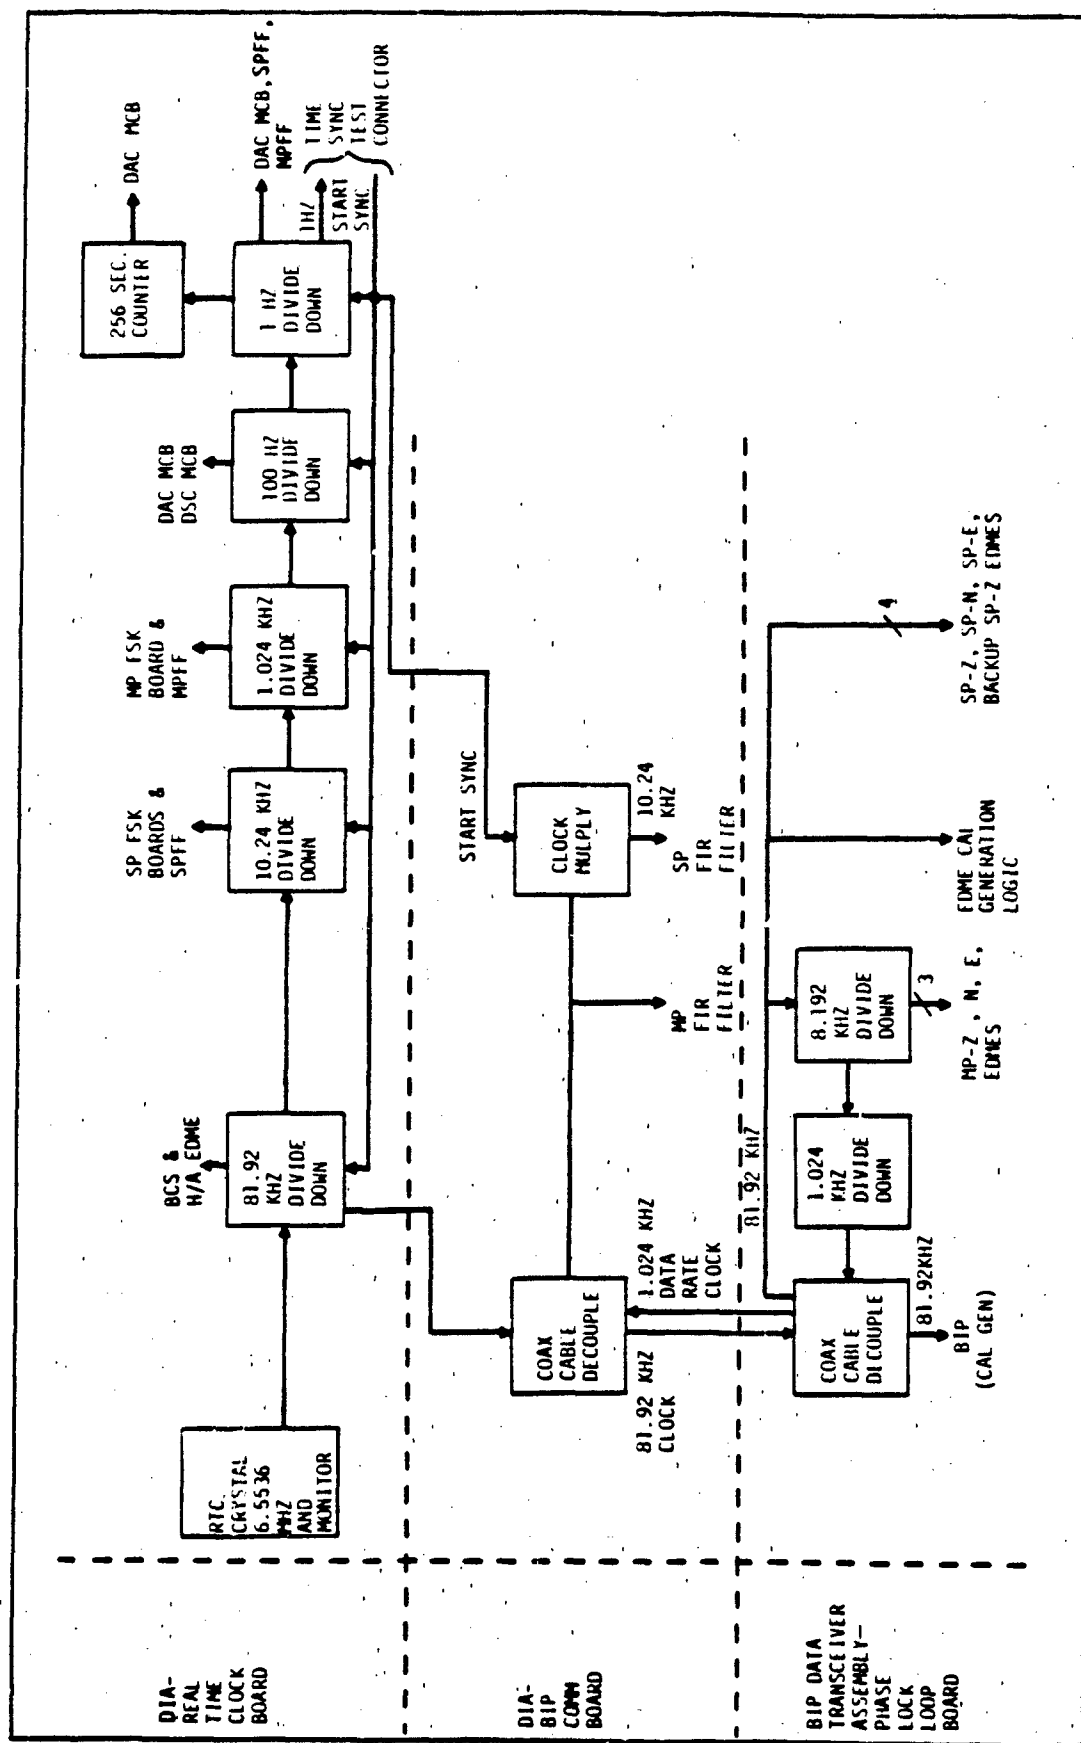 DIA-
REAL
TIME
CLOCK
BOARD
RTC
CRYSTAL
6.5536
MHZ
AND
MONITOR
BCS &
H/A EDME
81.92
KHZ
DIVIDE
DOWN
SP FSK
BOARDS &
SPFF
10.24 KHZ
DIVIDE
DOWN
MP FSK
BOARD &
MPFF
1.024 KHZ
DIVIDE
DOWN
DAC MCB
DSC MCB
100 HZ
DIVIDE
DOWN
256 SEC.
COUNTER
DAC MCB
1 HZ
DIVIDE
DOWN
DAC MCB, SPFF,
MPFF
1HZ
START
SYNC
TIME
SYNC
TEST
CONNECTOR
DIA-
BIP
COMM
BOARD
COAX
CABLE
DECOUPLE
81.92 KHZ
CLOCK
1.024 KHZ
DATA
RATE
CLOCK
START SYNC
CLOCK
MULPLY
10.24
KHZ
MP
FIR
FILTER
SP
FIR
FILTER
BIP DATA
TRANSCEIVER
ASSEMBLY—
PHASE
LOCK
LOOP
BOARD
COAX
CABLE
DECOUPLE
81.92KHZ
BIP
(CAL GEN)
81.92 KHZ
1.024
KHZ
DIVIDE
DOWN
8.192
KHZ
DIVIDE
DOWN
3
MP-Z , N, E,
EDMES
EDME CAL
GENERATION
LOGIC
4
SP-Z, SP-N, SP-E,
BACKUP SP-Z EDMES